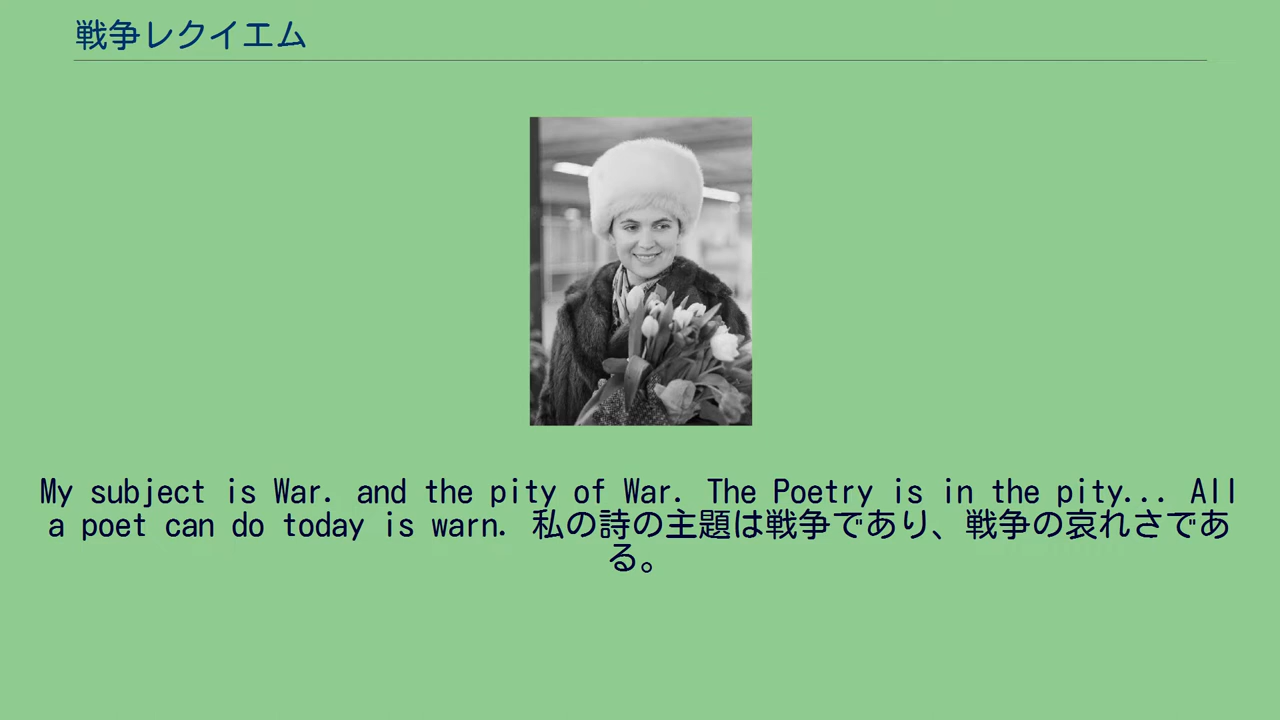 戦争レクイエム
My subject is War. and the pity of War. The Poetry is in the pity... All
a poet can do today is warn. 私の詩の主題は戦争であり、戦争の哀れさであ
る。